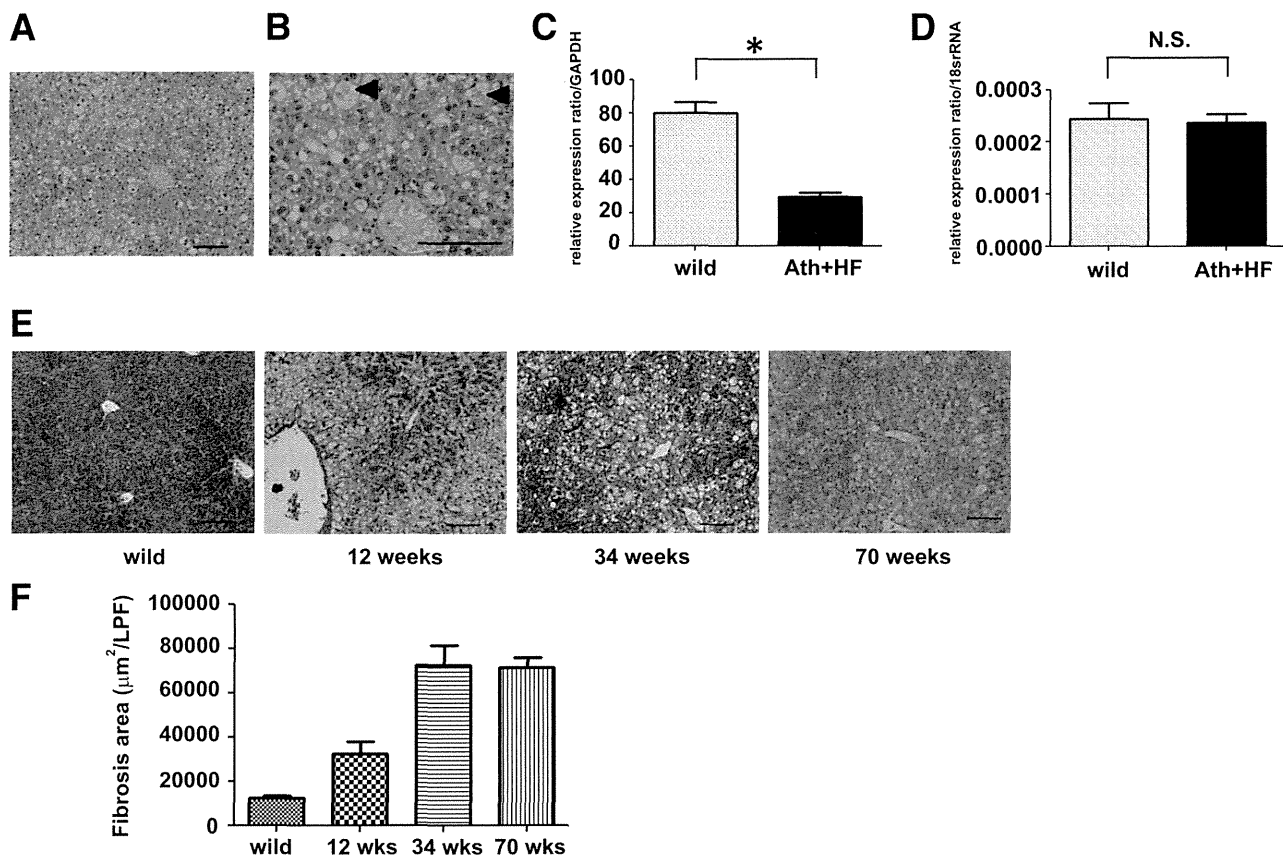 A
B
C
D
relative expression ratio/GAPDH
100
80
60
40
20
0
*
wild
Ath+HF
relative expression ratio/18srRNA
0.0003
0.0002
0.0001
0.0000
N.S.
wild
Ath+HF
E
wild
12 weeks
34 weeks
70 weeks
F
Fibrosis area (μm²/LPF)
100000
80000
60000
40000
20000
0
wild
12 wks
34 wks
70 wks